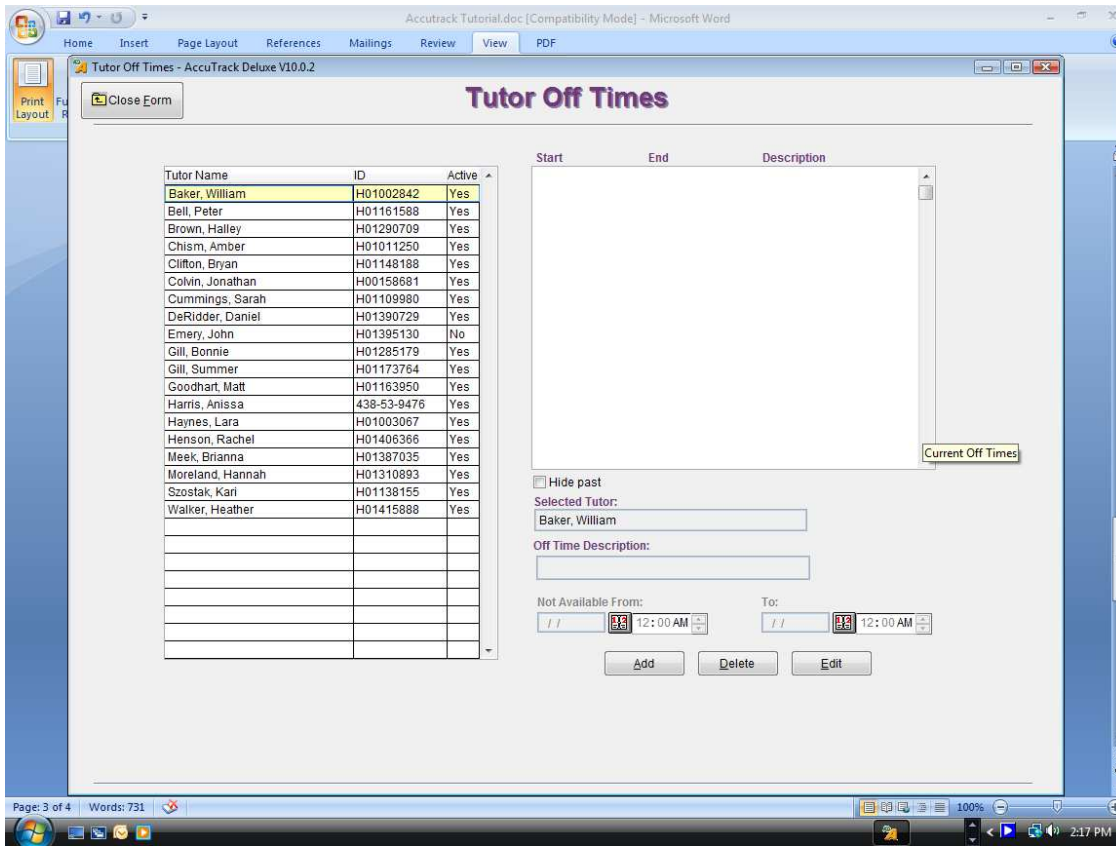 Accutrack Tutorial.doc [Compatibility Mode] - Microsoft Word
Home Insert Page Layout References Mailings Review View PDF
Tutor Off Times - AccuTrack Deluxe V10.0.2
Print Layout
Fu
R
Close Form
Tutor Off Times
Start End Description
Tutor Name ID Active
Baker, William H01002842 Yes
Bell, Peter H01161588 Yes
Brown, Halley H01290709 Yes
Chism, Amber H01011250 Yes
Clifton, Bryan H01148188 Yes
Colvin, Jonathan H00158681 Yes
Cummings, Sarah H01109980 Yes
DeRidder, Daniel H01390729 Yes
Emery, John H01395130 No
Gill, Bonnie H01285179 Yes
Gill, Summer H01173764 Yes
Goodhart, Matt H01163950 Yes
Harris, Anissa 438-53-9476 Yes
Haynes, Lara H01003067 Yes
Henson, Rachel H01406366 Yes
Meek, Brianna H01387035 Yes
Moreland, Hannah H01310893 Yes
Szostak, Kari H01138155 Yes
Walker, Heather H01415888 Yes
Current Off Times
Hide past
Selected Tutor:
Baker, William
Off Time Description:
Not Available From: To:
/ / 12:00 AM / / 12:00 AM
Add Delete Edit
Page: 3 of 4 Words: 731 100%
2:17 PM